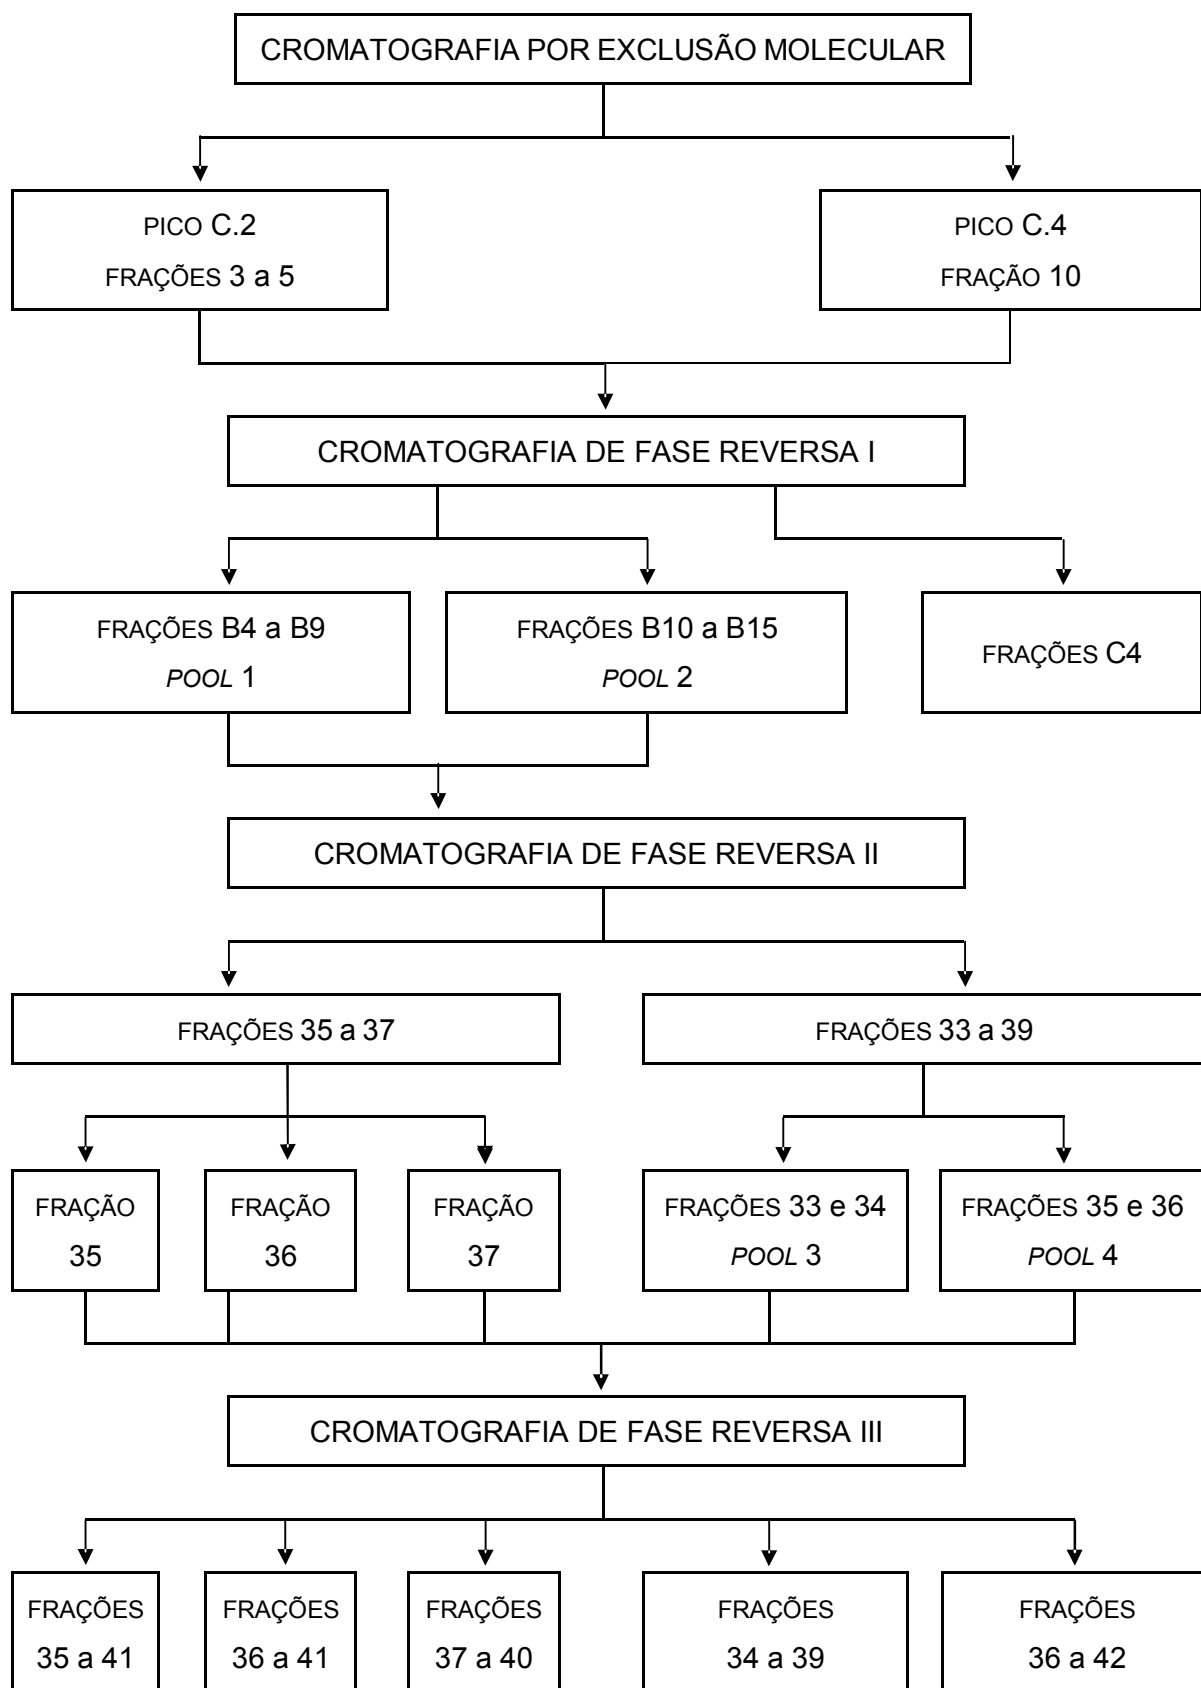 CROMATOGRAFIA POR EXCLUSÃO MOLECULAR
PICO C.2
FRAÇÕES 3 a 5
PICO C.4
FRAÇÃO 10
CROMATOGRAFIA DE FASE REVERSA I
FRAÇÕES B4 a B9
POOL 1
FRAÇÕES B10 a B15
POOL 2
FRAÇÕES C4
CROMATOGRAFIA DE FASE REVERSA II
FRAÇÕES 35 a 37
FRAÇÕES 33 a 39
FRAÇÃO
35
FRAÇÃO
36
FRAÇÃO
37
FRAÇÕES 33 e 34
POOL 3
FRAÇÕES 35 e 36
POOL 4
CROMATOGRAFIA DE FASE REVERSA III
FRAÇÕES
35 a 41
FRAÇÕES
36 a 41
FRAÇÕES
37 a 40
FRAÇÕES
34 a 39
FRAÇÕES
36 a 42